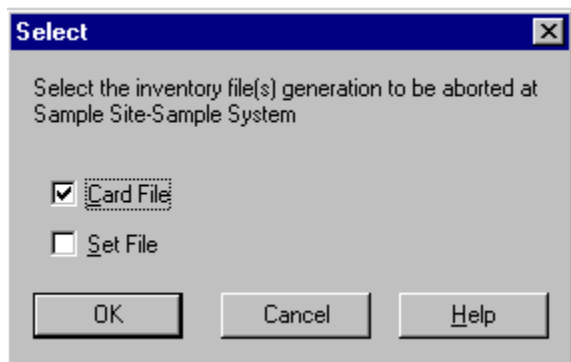 Select
Select the inventory file(s) generation to be aborted at
Sample Site-Sample System
Card File
Set File
OK Cancel Help